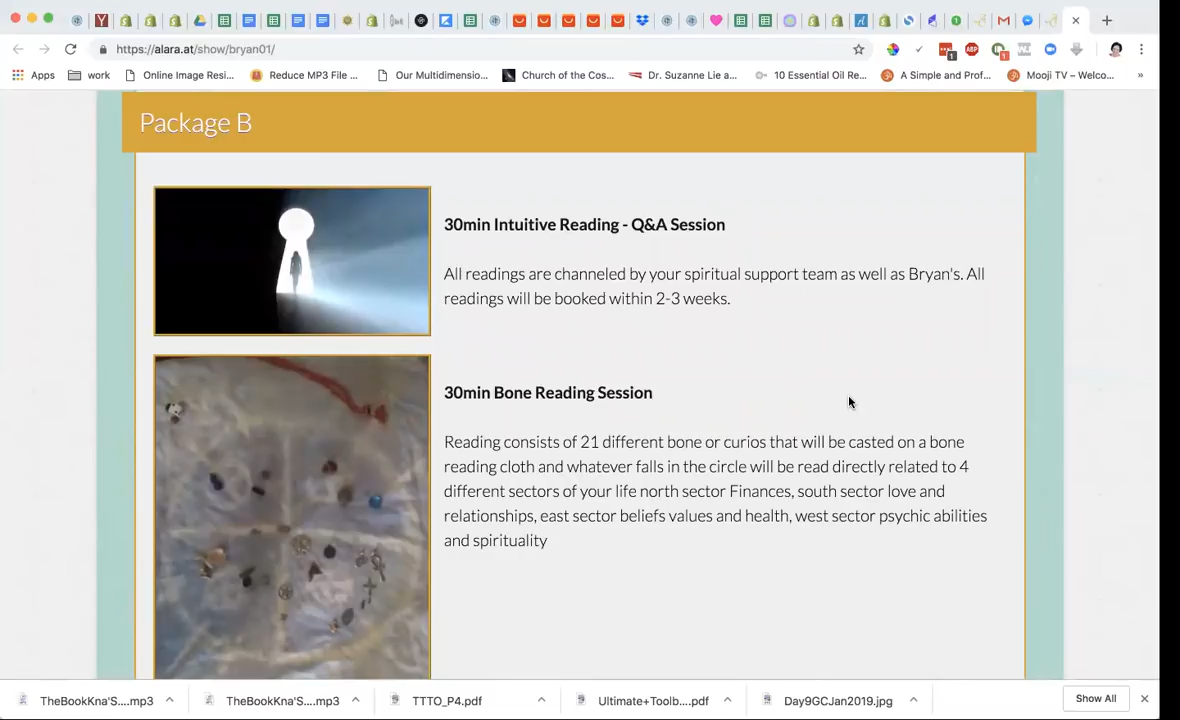 https://alara.at/show/bryan01/
Apps
work
Online Image Resi...
Reduce MP3 File ...
Our Multidimensio...
Church of the Cos...
Dr. Suzanne Lie a...
10 Essential Oil Re...
A Simple and Prof...
Mooji TV – Welco...
»
Package B
30min Intuitive Reading - Q&A Session
All readings are channeled by your spiritual support team as well as Bryan's. All
readings will be booked within 2-3 weeks.
30min Bone Reading Session
Reading consists of 21 different bone or curios that will be casted on a bone
reading cloth and whatever falls in the circle will be read directly related to 4
different sectors of your life north sector Finances, south sector love and
relationships, east sector beliefs values and health, west sector psychic abilities
and spirituality
TheBookKna'S....mp3
TheBookKna'S....mp3
TTTO_P4.pdf
Ultimate+Toolb....pdf
Day9GCJan2019.jpg
Show All